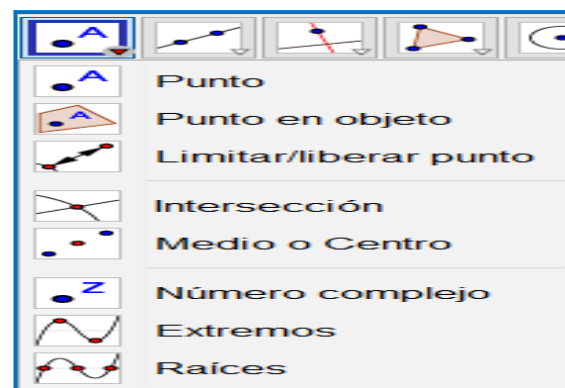 A
A Punto
A Punto en objeto
Limitar/liberar punto
Intersección
Medio o Centro
z Número complejo
Extremos
Raíces